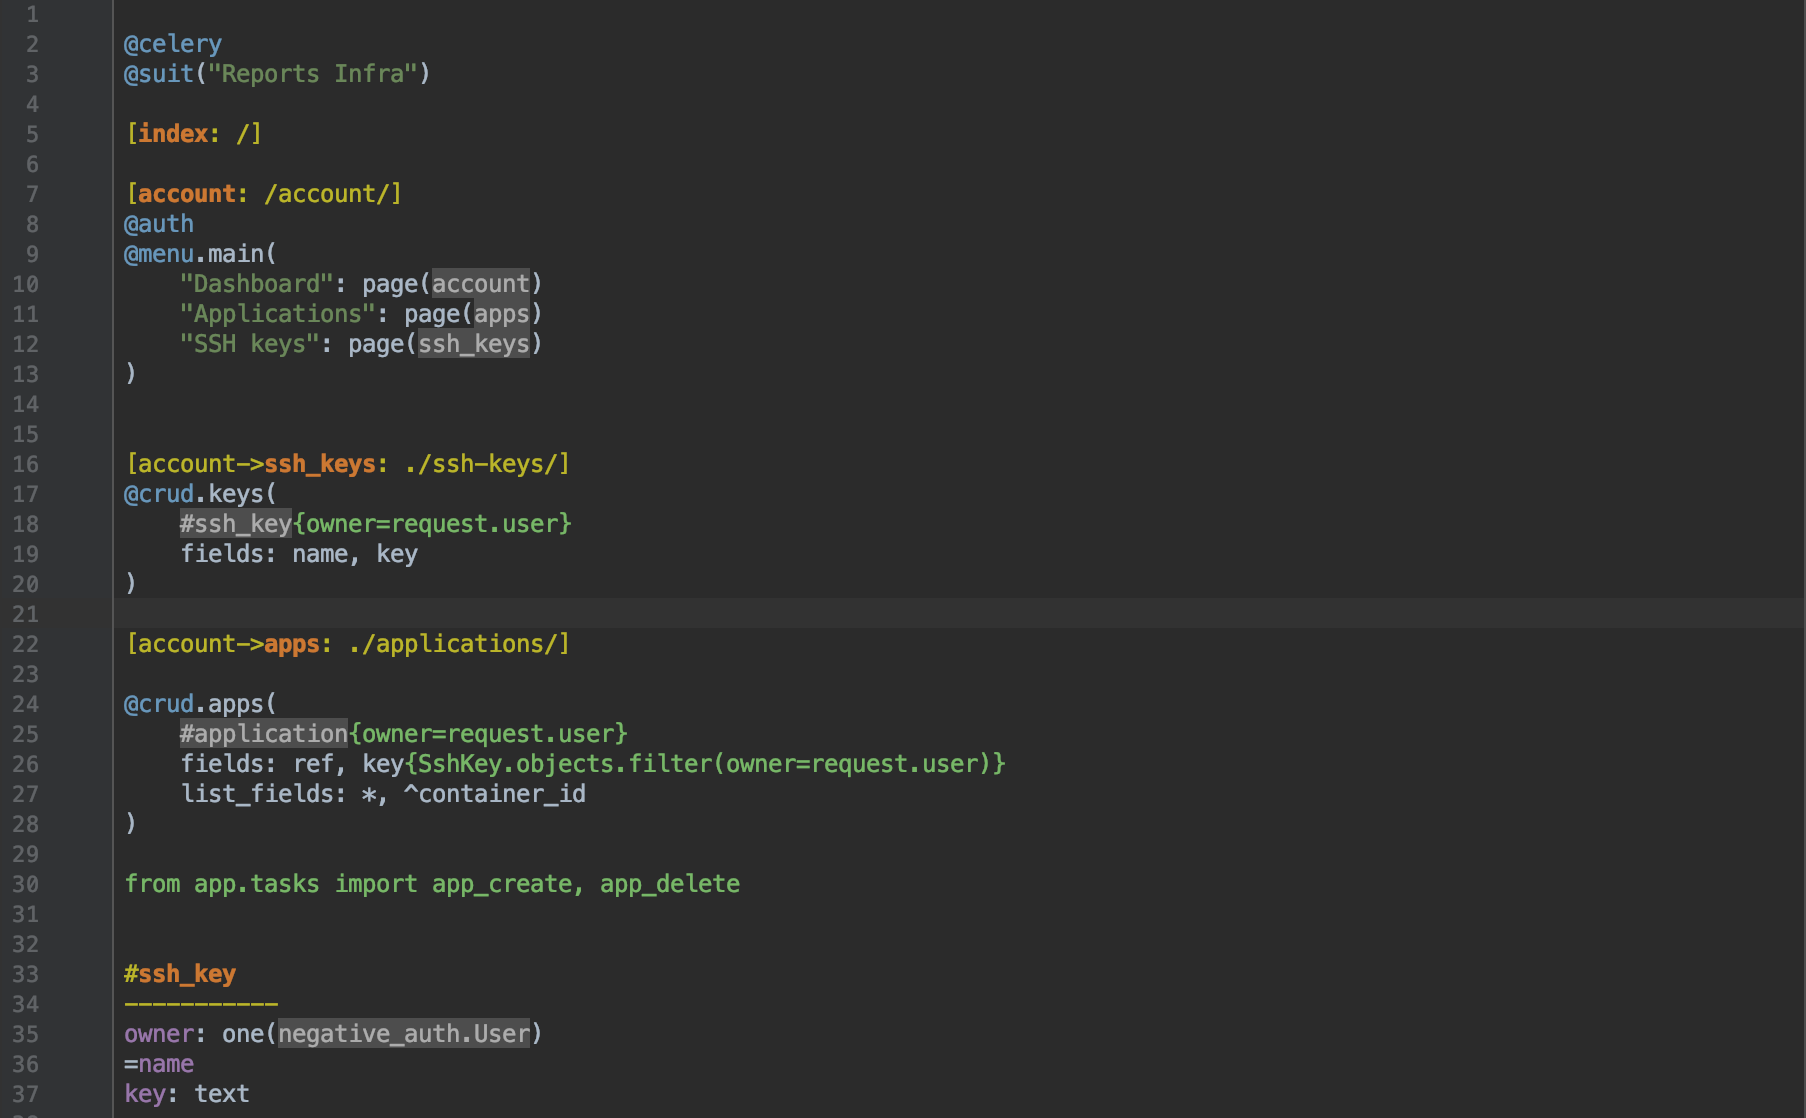 1
2 @celery
3 @suit("Reports Infra")
4
5 [index: /]
6
7 [account: /account/]
8 @auth
9 @menu.main(
10     "Dashboard": page(account)
11     "Applications": page(apps)
12     "SSH keys": page(ssh_keys)
13 )
14
15
16 [account->ssh_keys: ./ssh-keys/]
17 @crud.keys(
18     #ssh_key{owner=request.user}
19     fields: name, key
20 )
21
22 [account->apps: ./applications/]
23
24 @crud.apps(
25     #application{owner=request.user}
26     fields: ref, key{SshKey.objects.filter(owner=request.user)}
27     list_fields: *, ^container_id
28 )
29
30 from app.tasks import app_create, app_delete
31
32
33 #ssh_key
34 -----------
35 owner: one(negative_auth.User)
36 =name
37 key: text